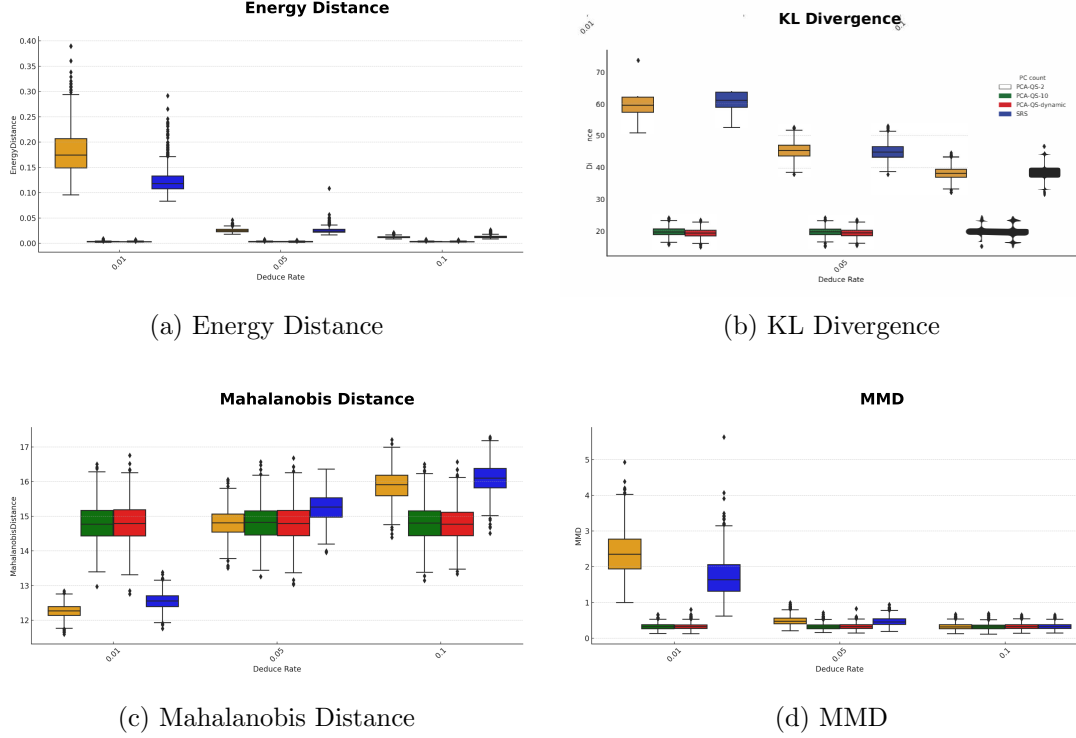 Energy Distance
0.40
0.35
0.30
0.25
0.20
0.15
0.10
0.05
0.00
EnergyDistance
0.01
0.05
0.1
Deduce Rate
(a) Energy Distance
0.01
KL Divergence
0.1
70
60
50
40
30
20
Di nce
PC count
PCA-QS-2
PCA-QS-10
PCA-QS-dynamic
SRS
0.05
Deduce Rate
(b) KL Divergence
Mahalanobis Distance
17
16
15
14
13
12
MahalanobisDistance
0.01
0.05
0.1
Deduce Rate
(c) Mahalanobis Distance
MMD
5
4
3
2
1
0
MMD
0.01
0.05
0.1
Deduce Rate
(d) MMD